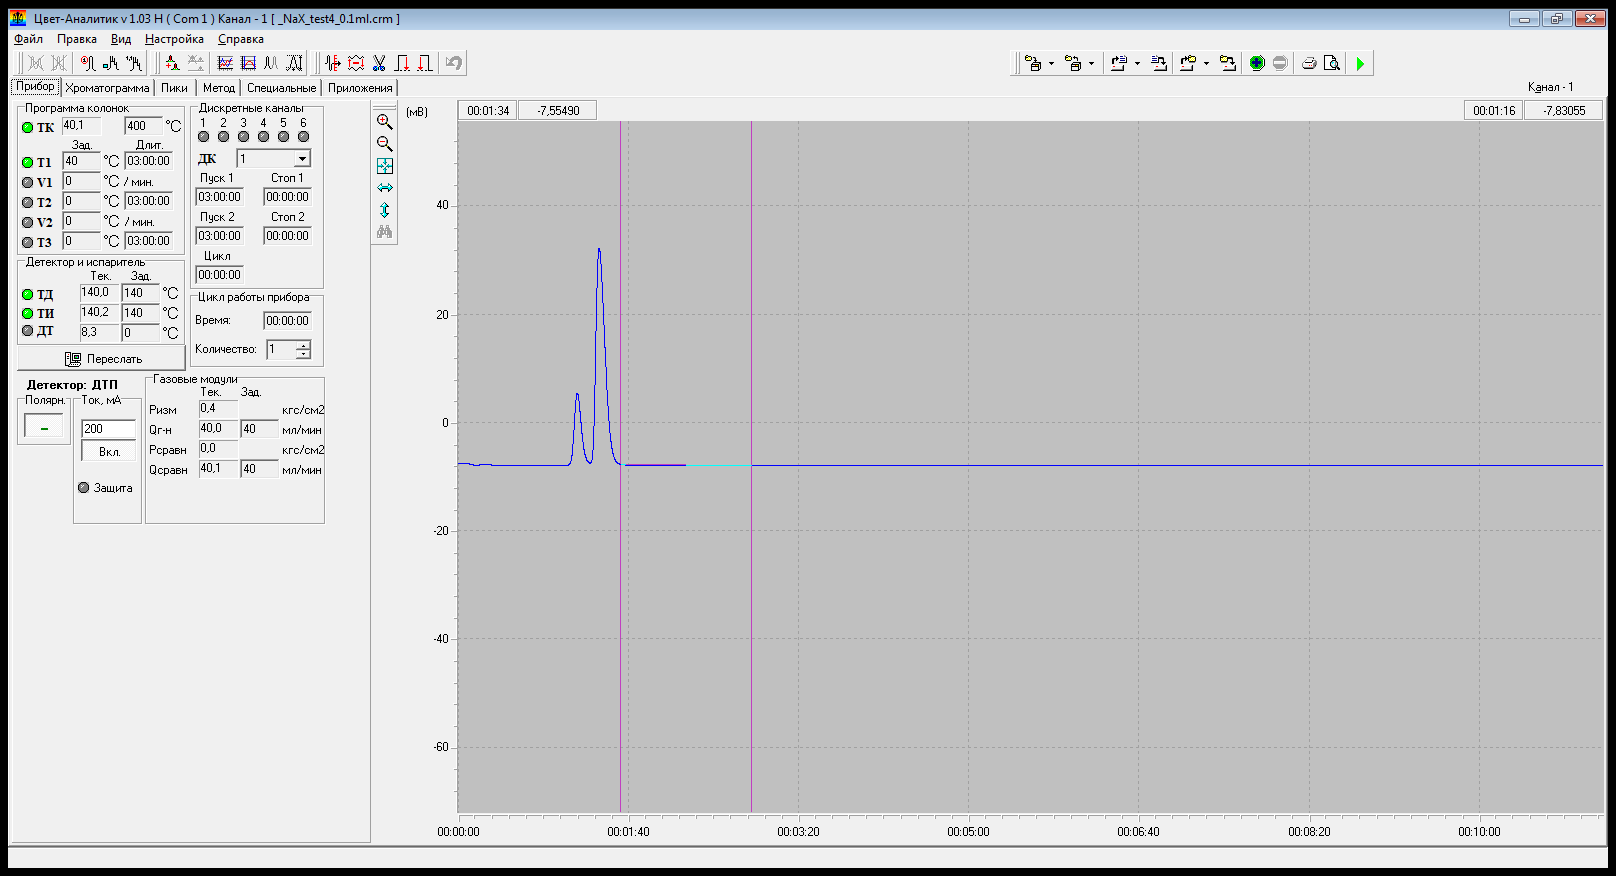 Цвет-Аналитик v 1.03 H ( Com 1 ) Канал - 1 [ _NaX_test4_0.1ml.crm ]
Файл Правка Вид Настройка Справка
Прибор Хроматограмма Пики Метод Специальные Приложения Канал - 1
Программа колонок
ТК 40,1 400 °C
Зад. Длит.
Т1 40 °C 03:00:00
V1 0 °C / мин.
Т2 0 °C 03:00:00
V2 0 °C / мин.
Т3 0 °C 03:00:00
Детектор и испаритель
Тек. Зад.
ТД 140,0 140 °C
ТИ 140,2 140 °C
ДТ 8,3 0 °C
Переслать
Детектор: ДТП
Полярн.
–
Ток, мА
200
Вкл.
Защита
Дискретные каналы
1 2 3 4 5 6
ДК 1
Пуск 1 Стоп 1
03:00:00 00:00:00
Пуск 2 Стоп 2
03:00:00 00:00:00
Цикл
00:00:00
Цикл работы прибора
Время: 00:00:00
Количество: 1
Газовые модули
Тек. Зад.
Ризм 0,4 кгс/см2
Qг-н 40,0 40 мл/мин
Рсравн 0,0 кгс/см2
Qсравн 40,1 40 мл/мин
(мВ) 00:01:34 -7,55490 00:01:16 -7,83055
40
20
0
-20
-40
-60
00:00:00 00:01:40 00:03:20 00:05:00 00:06:40 00:08:20 00:10:00